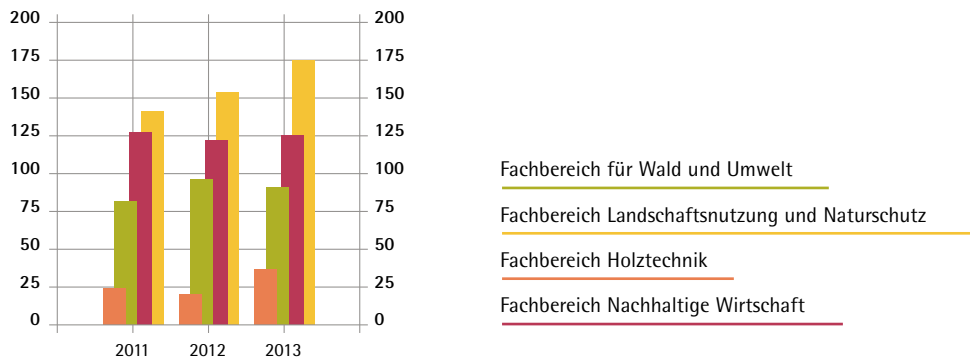 200 200
175 175
150 150
125 125
100 100
75 75
50 50
25 25
0 0
2011 2012 2013
Fachbereich für Wald und Umwelt
Fachbereich Landschaftsnutzung und Naturschutz
Fachbereich Holztechnik
Fachbereich Nachhaltige Wirtschaft